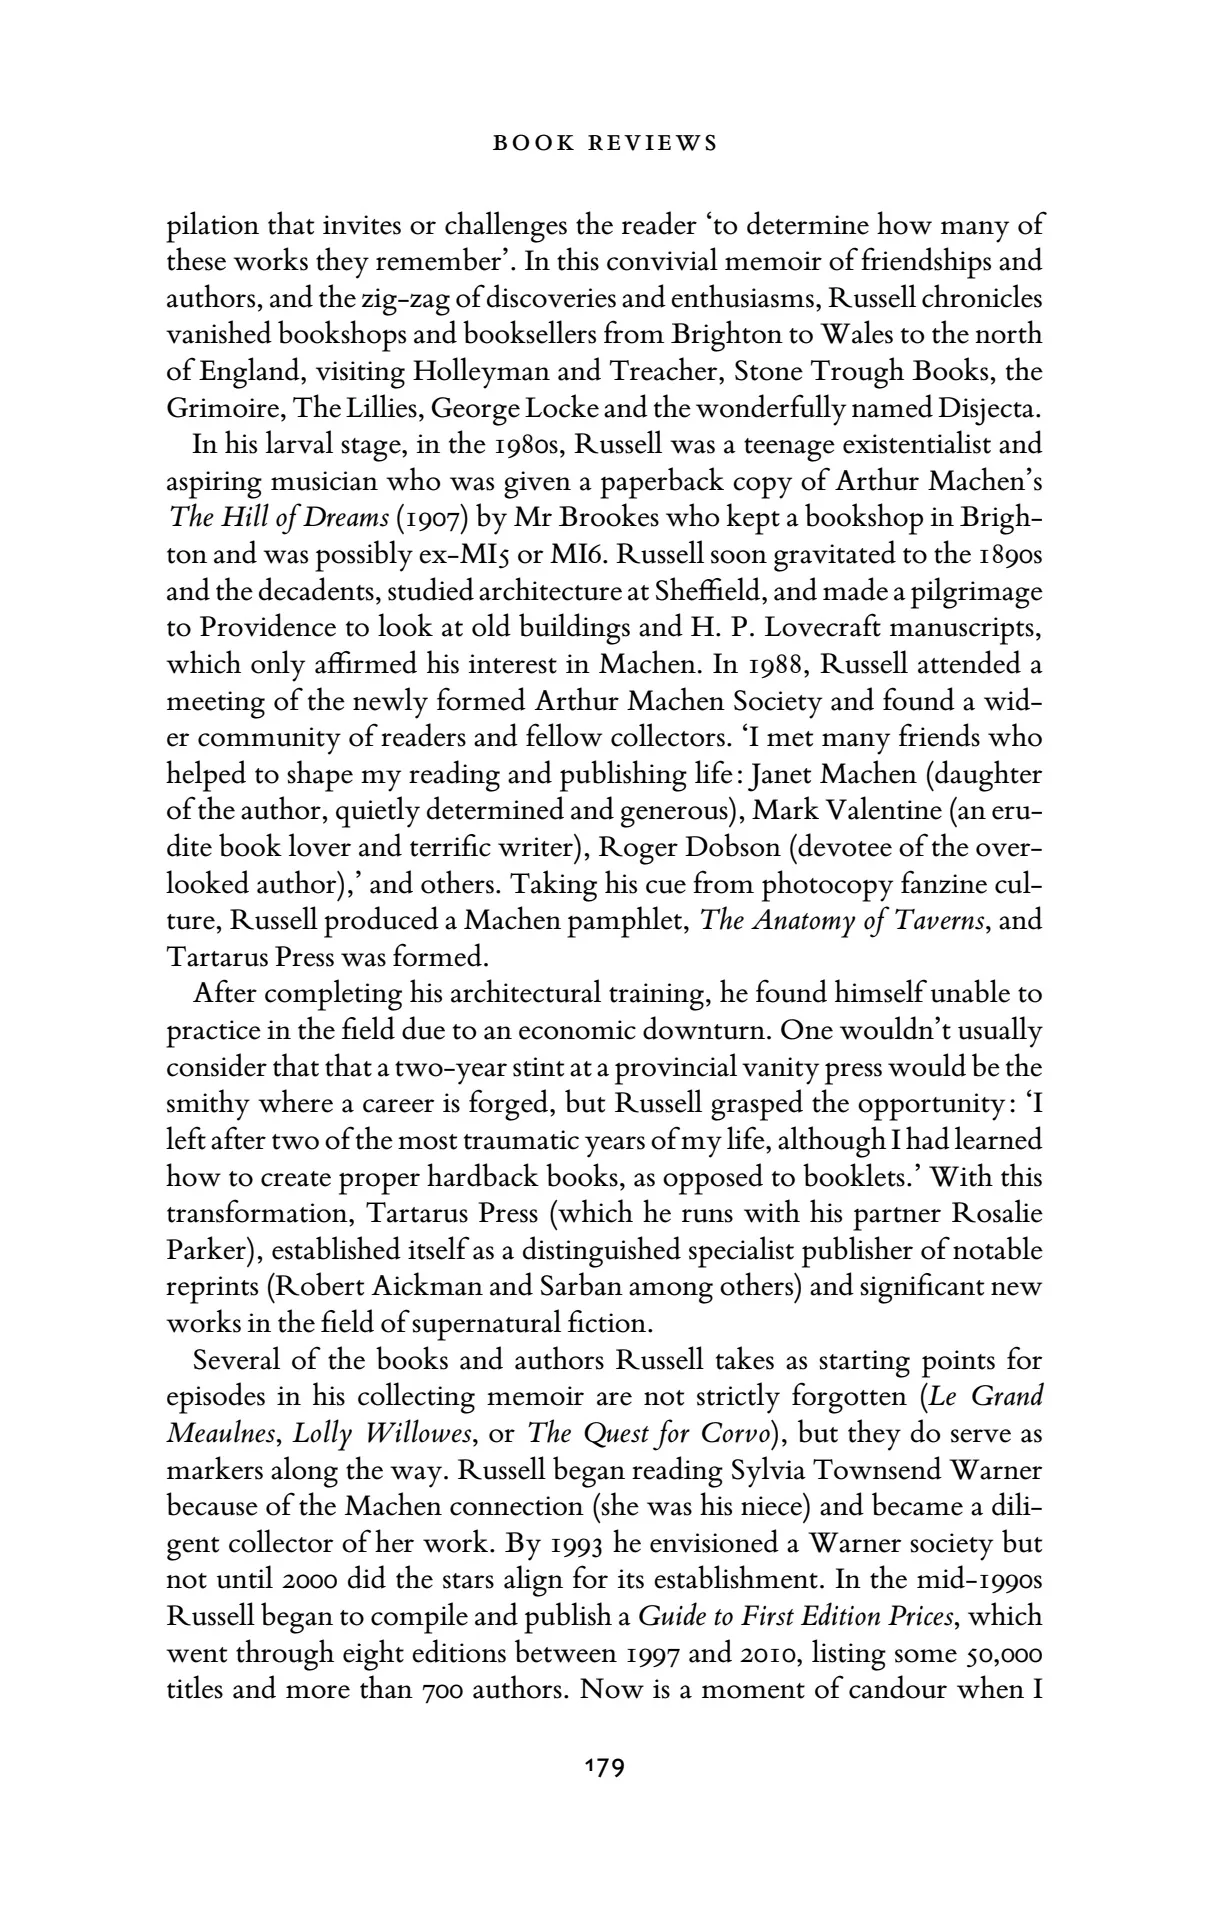 BOOK REVIEWS
pilation that invites or challenges the reader ‘to determine how many of
these works they remember’. In this convivial memoir of friendships and
authors, and the zig-zag of discoveries and enthusiasms, Russell chronicles
vanished bookshops and booksellers from Brighton to Wales to the north
of England, visiting Holleyman and Treacher, Stone Trough Books, the
Grimoire, The Lillies, George Locke and the wonderfully named Disjecta.
In his larval stage, in the 1980s, Russell was a teenage existentialist and
aspiring musician who was given a paperback copy of Arthur Machen’s
The Hill of Dreams (1907) by Mr Brookes who kept a bookshop in Brigh-
ton and was possibly ex-MI5 or MI6. Russell soon gravitated to the 1890s
and the decadents, studied architecture at Sheffield, and made a pilgrimage
to Providence to look at old buildings and H. P. Lovecraft manuscripts,
which only affirmed his interest in Machen. In 1988, Russell attended a
meeting of the newly formed Arthur Machen Society and found a wid-
er community of readers and fellow collectors. ‘I met many friends who
helped to shape my reading and publishing life: Janet Machen (daughter
of the author, quietly determined and generous), Mark Valentine (an eru-
dite book lover and terrific writer), Roger Dobson (devotee of the over-
looked author),’ and others. Taking his cue from photocopy fanzine cul-
ture, Russell produced a Machen pamphlet, The Anatomy of Taverns, and
Tartarus Press was formed.
After completing his architectural training, he found himself unable to
practice in the field due to an economic downturn. One wouldn’t usually
consider that that a two-year stint at a provincial vanity press would be the
smithy where a career is forged, but Russell grasped the opportunity: ‘I
left after two of the most traumatic years of my life, although I had learned
how to create proper hardback books, as opposed to booklets.’ With this
transformation, Tartarus Press (which he runs with his partner Rosalie
Parker), established itself as a distinguished specialist publisher of notable
reprints (Robert Aickman and Sarban among others) and significant new
works in the field of supernatural fiction.
Several of the books and authors Russell takes as starting points for
episodes in his collecting memoir are not strictly forgotten (Le Grand
Meaulnes, Lolly Willowes, or The Quest for Corvo), but they do serve as
markers along the way. Russell began reading Sylvia Townsend Warner
because of the Machen connection (she was his niece) and became a dili-
gent collector of her work. By 1993 he envisioned a Warner society but
not until 2000 did the stars align for its establishment. In the mid-1990s
Russell began to compile and publish a Guide to First Edition Prices, which
went through eight editions between 1997 and 2010, listing some 50,000
titles and more than 700 authors. Now is a moment of candour when I
179